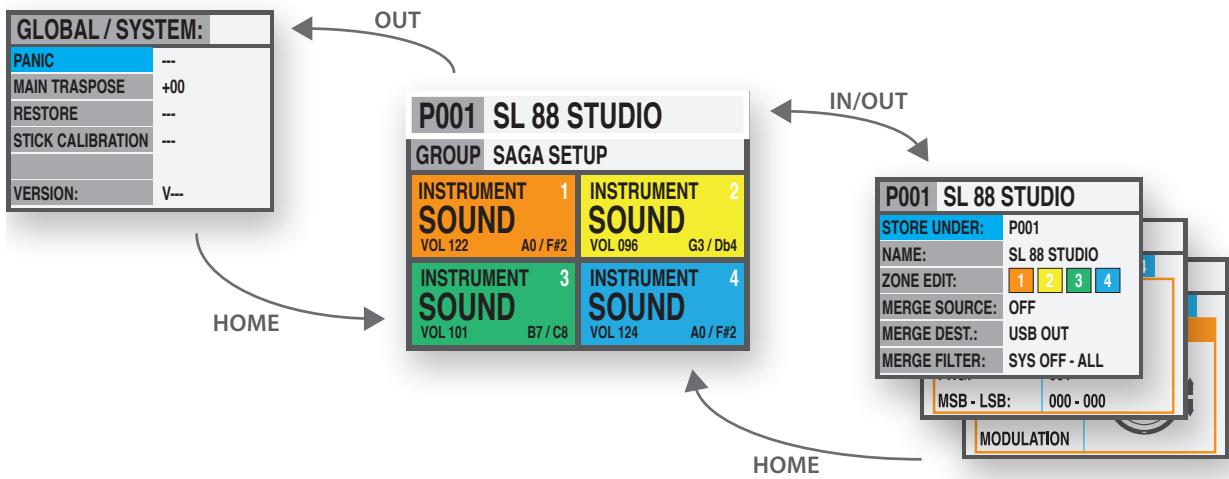 GLOBAL / SYSTEM:
PANIC ---
MAIN TRASPOSE +00
RESTORE ---
STICK CALIBRATION ---
VERSION: V---
OUT
HOME
P001 SL 88 STUDIO
GROUP SAGA SETUP
INSTRUMENT 1
SOUND
VOL 122 A0 / F#2
INSTRUMENT 2
SOUND
VOL 096 G3 / Db4
INSTRUMENT 3
SOUND
VOL 101 B7 / C8
INSTRUMENT 4
SOUND
VOL 124 A0 / F#2
IN/OUT
P001 SL 88 STUDIO
STORE UNDER: P001
NAME: SL 88 STUDIO
ZONE EDIT: 1 2 3 4
MERGE SOURCE: OFF
MERGE DEST.: USB OUT
MERGE FILTER: SYS OFF - ALL
MSB - LSB: 000 - 000
MODULATION
HOME